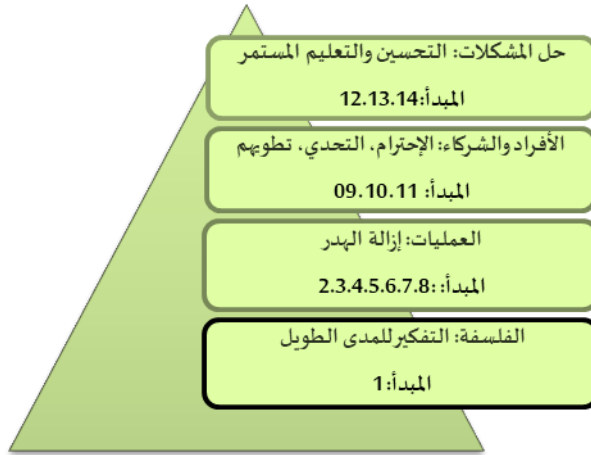 حل المشكلات: التحسين والتعليم المستمر
المبدأ:12.13.14
الأفراد والشركاء: الإحترام، التحدي، تطويهم
المبدأ: 09.10.11
العمليات: إزالة الهدر
المبدأ: :2.3.4.5.6.7.8
الفلسفة: التفكير للمدى الطويل
المبدأ:1